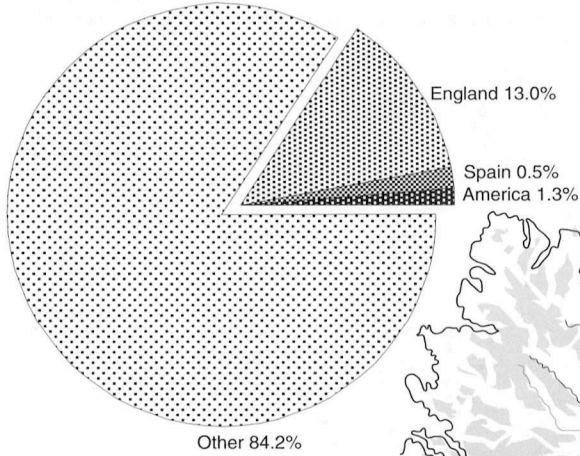 England 13.0%
Spain 0.5%
America 1.3%
Other 84.2%